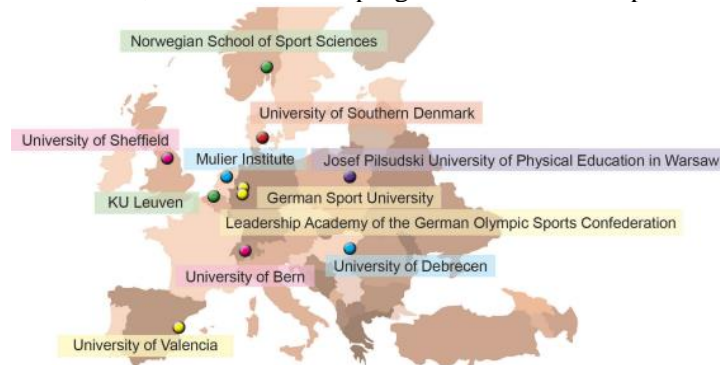 Norwegian School of Sport Sciences
University of Southern Denmark
University of Sheffield
Mulier Institute
Josef Pilsudski University of Physical Education in Warsaw
KU Leuven
German Sport University
Leadership Academy of the German Olympic Sports Confederation
University of Bern
University of Debrecen
University of Valencia